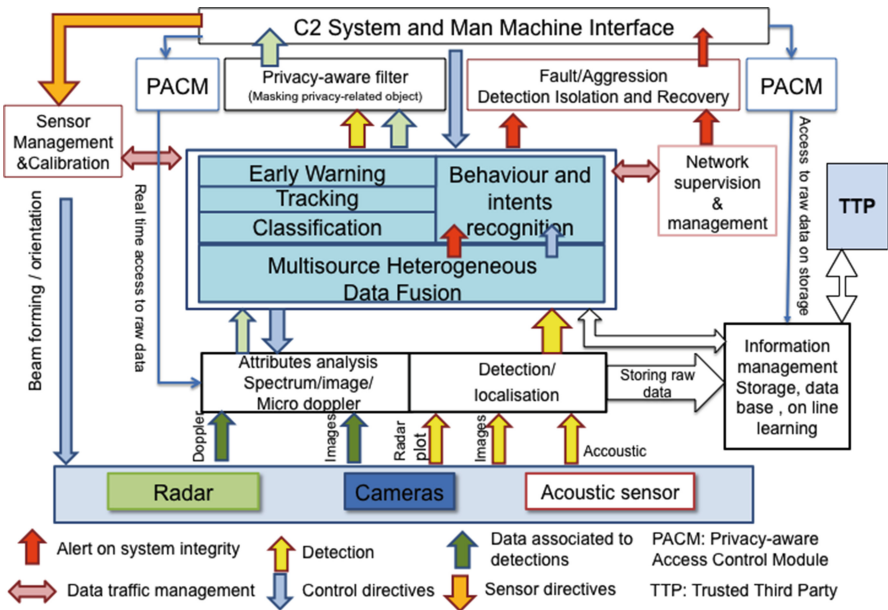 C2 System and Man Machine Interface
PACM
Privacy-aware filter
(Masking privacy-related object)
Fault/Aggression
Detection Isolation and Recovery
PACM
Sensor
Management
&Calibration
Real time access to raw data
Early Warning
Tracking
Classification
Behaviour and
intents
recognition
Multisource Heterogeneous
Data Fusion
Network
supervision
&
management
Access to raw data on storage
TTP
Beam forming / orientation
Attributes analysis
Spectrum/image/
Micro doppler
Detection/
localisation
Storing raw
data
Information
management
Storage, data
base , on line
learning
Doppler
Images
Radar
plot
Images
Accoustic
Radar
Cameras
Acoustic sensor
Alert on system integrity
Detection
Data associated to
detections
PACM: Privacy-aware
Access Control Module
Data traffic management
Control directives
Sensor directives
TTP: Trusted Third Party